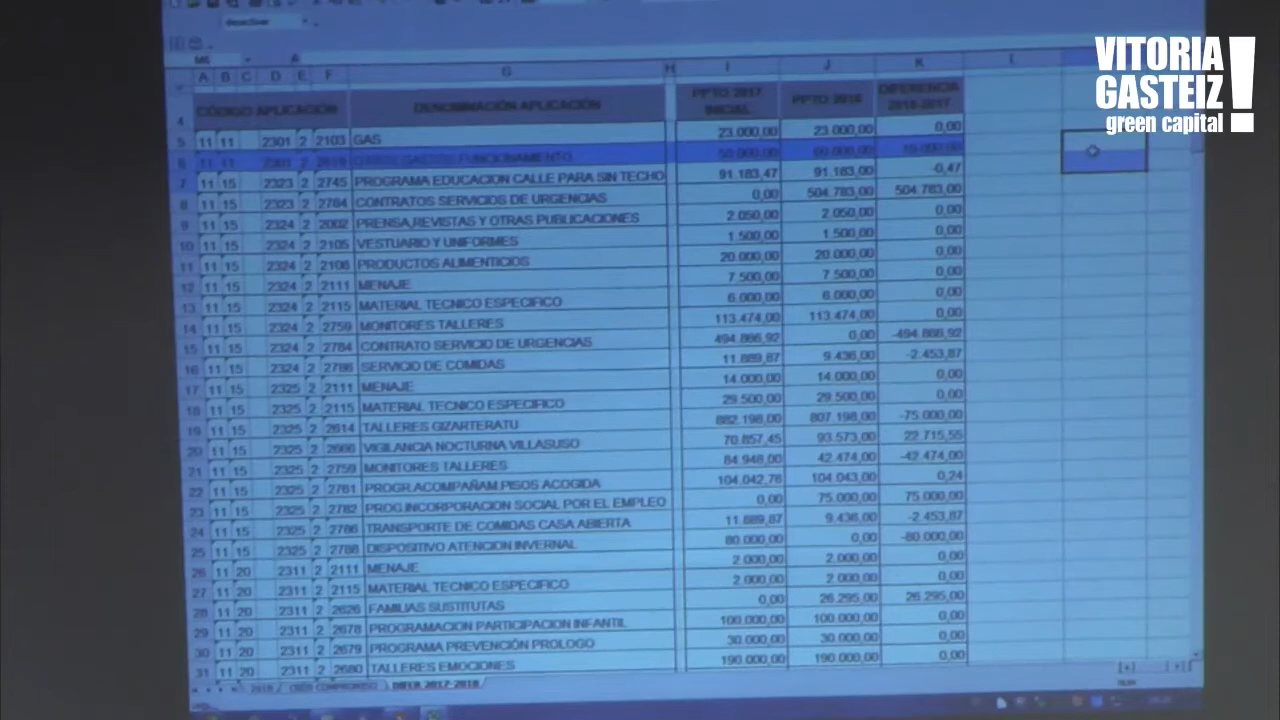 VITORIA
GASTEIZ!
green capital
A B C D E F G H I J K
CÓDIGO APLICACIÓN DENOMINACIÓN APLICACIÓN PPTO 2017 INICIAL PPTO 2018 DIFERENCIA 2018-2017
5 11 11 2301 2 2103 GAS 23.000,00 23.000,00 0,00
6 11 11 2301 2 FUNCIONAMIENTO 50.000,00 60.000,00 10.000,00
7 11 15 2323 2 2745 PROGRAMA EDUCACION CALLE PARA SIN TECHO 91.183,47 91.183,00 -0,47
8 11 15 2323 2 2784 CONTRATOS SERVICIOS DE URGENCIAS 0,00 504.783,00 504.783,00
9 11 15 2324 2 2002 PRENSA,REVISTAS Y OTRAS PUBLICACIONES 2.050,00 2.050,00 0,00
10 11 15 2324 2 2105 VESTUARIO Y UNIFORMES 1.500,00 1.500,00 0,00
11 11 15 2324 2 2106 PRODUCTOS ALIMENTICIOS 20.000,00 20.000,00 0,00
12 11 15 2324 2 2111 MENAJE 7.500,00 7.500,00 0,00
13 11 15 2324 2 2115 MATERIAL TECNICO ESPECIFICO 6.000,00 6.000,00 0,00
14 11 15 2324 2 2759 MONITORES TALLERES 113.474,00 113.474,00 0,00
15 11 15 2324 2 2784 CONTRATO SERVICIO DE URGENCIAS 494.866,92 0,00 -494.866,92
16 11 15 2324 2 2786 SERVICIO DE COMIDAS 11.889,87 9.436,00 -2.453,87
17 11 15 2325 2 2111 MENAJE 14.000,00 14.000,00 0,00
18 11 15 2325 2 2115 MATERIAL TECNICO ESPECIFICO 29.500,00 29.500,00 0,00
19 11 15 2325 2 2614 TALLERES GIZARTERATU 882.198,00 807.198,00 -75.000,00
20 11 15 2325 2 2666 VIGILANCIA NOCTURNA VILLASUSO 70.857,45 93.573,00 22.715,55
21 11 15 2325 2 2759 MONITORES TALLERES 84.948,00 42.474,00 -42.474,00
22 11 15 2325 2 2761 PROGR.ACOMPAÑAM.PISOS ACOGIDA 104.042,76 104.043,00 0,24
23 11 15 2325 2 2782 PROG.INCORPORACION SOCIAL POR EL EMPLEO 0,00 75.000,00 75.000,00
24 11 15 2325 2 2786 TRANSPORTE DE COMIDAS CASA ABIERTA 11.889,87 9.436,00 -2.453,87
25 11 15 2325 2 2788 DISPOSITIVO ATENCION INVERNAL 80.000,00 0,00 -80.000,00
26 11 20 2311 2 2111 MENAJE 2.000,00 2.000,00 0,00
27 11 20 2311 2 2115 MATERIAL TECNICO ESPECIFICO 2.000,00 2.000,00 0,00
28 11 20 2311 2 2626 FAMILIAS SUSTITUTAS 0,00 26.295,00 26.295,00
29 11 20 2311 2 2678 PROGRAMACION PARTICIPACION INFANTIL 100.000,00 100.000,00 0,00
30 11 20 2311 2 2679 PROGRAMA PREVENCIÓN PROLOGO 30.000,00 30.000,00 0,00
31 11 20 2311 2 2680 TALLERES EMOCIONES 190.000,00 190.000,00 0,00
2018 CRÉD COMPROMISO DIFER 2017-2018